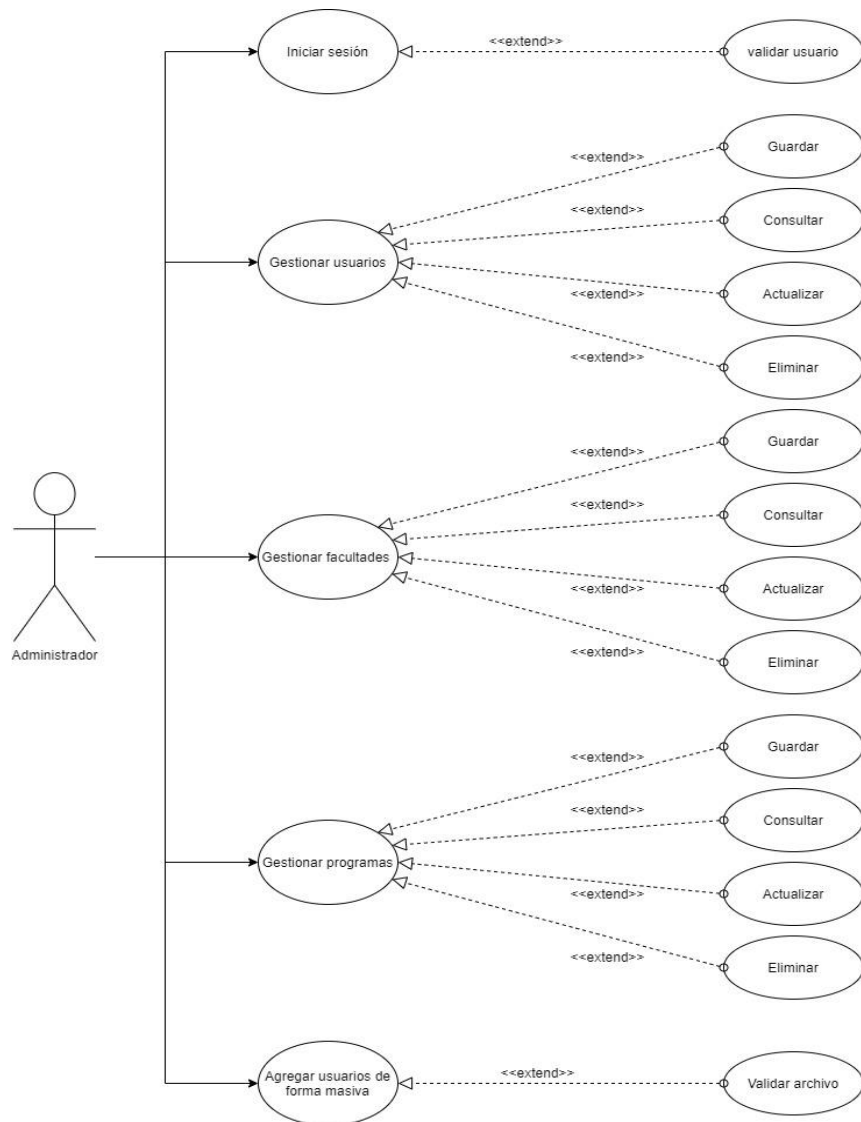 Iniciar sesión
<<extend>>
validar usuario
Guardar
<<extend>>
Consultar
<<extend>>
Gestionar usuarios
Actualizar
<<extend>>
<<extend>>
Eliminar
Guardar
<<extend>>
Consultar
<<extend>>
Gestionar facultades
Actualizar
<<extend>>
<<extend>>
Eliminar
Administrador
Guardar
<<extend>>
Consultar
<<extend>>
Gestionar programas
Actualizar
<<extend>>
<<extend>>
Eliminar
Agregar usuarios de
forma masiva
<<extend>>
Validar archivo